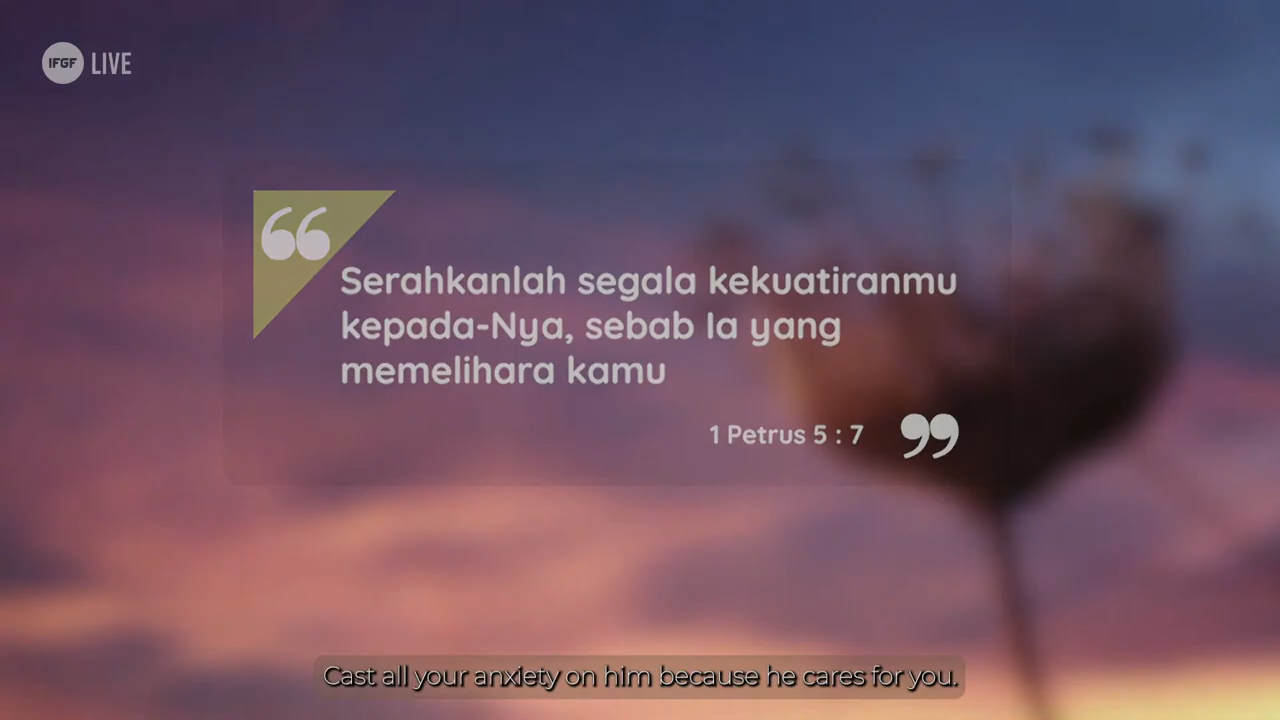 IFGF LIVE
Serahkanlah segala kekuatiranmu
kepada-Nya, sebab Ia yang
memelihara kamu
1 Petrus 5 : 7
Cast all your anxiety on him because he cares for you.